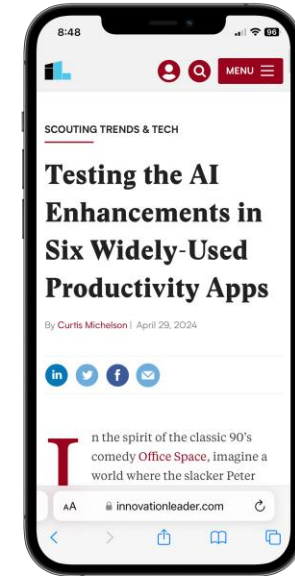 8:48
96
MENU
SCOUTING TRENDS & TECH
Testing the AI
Enhancements in
Six Widely-Used
Productivity Apps
By Curtis Michelson | April 29, 2024
in
f
I
n the spirit of the classic 90’s
comedy Office Space, imagine a
world where the slacker Peter
AA innovationleader.com